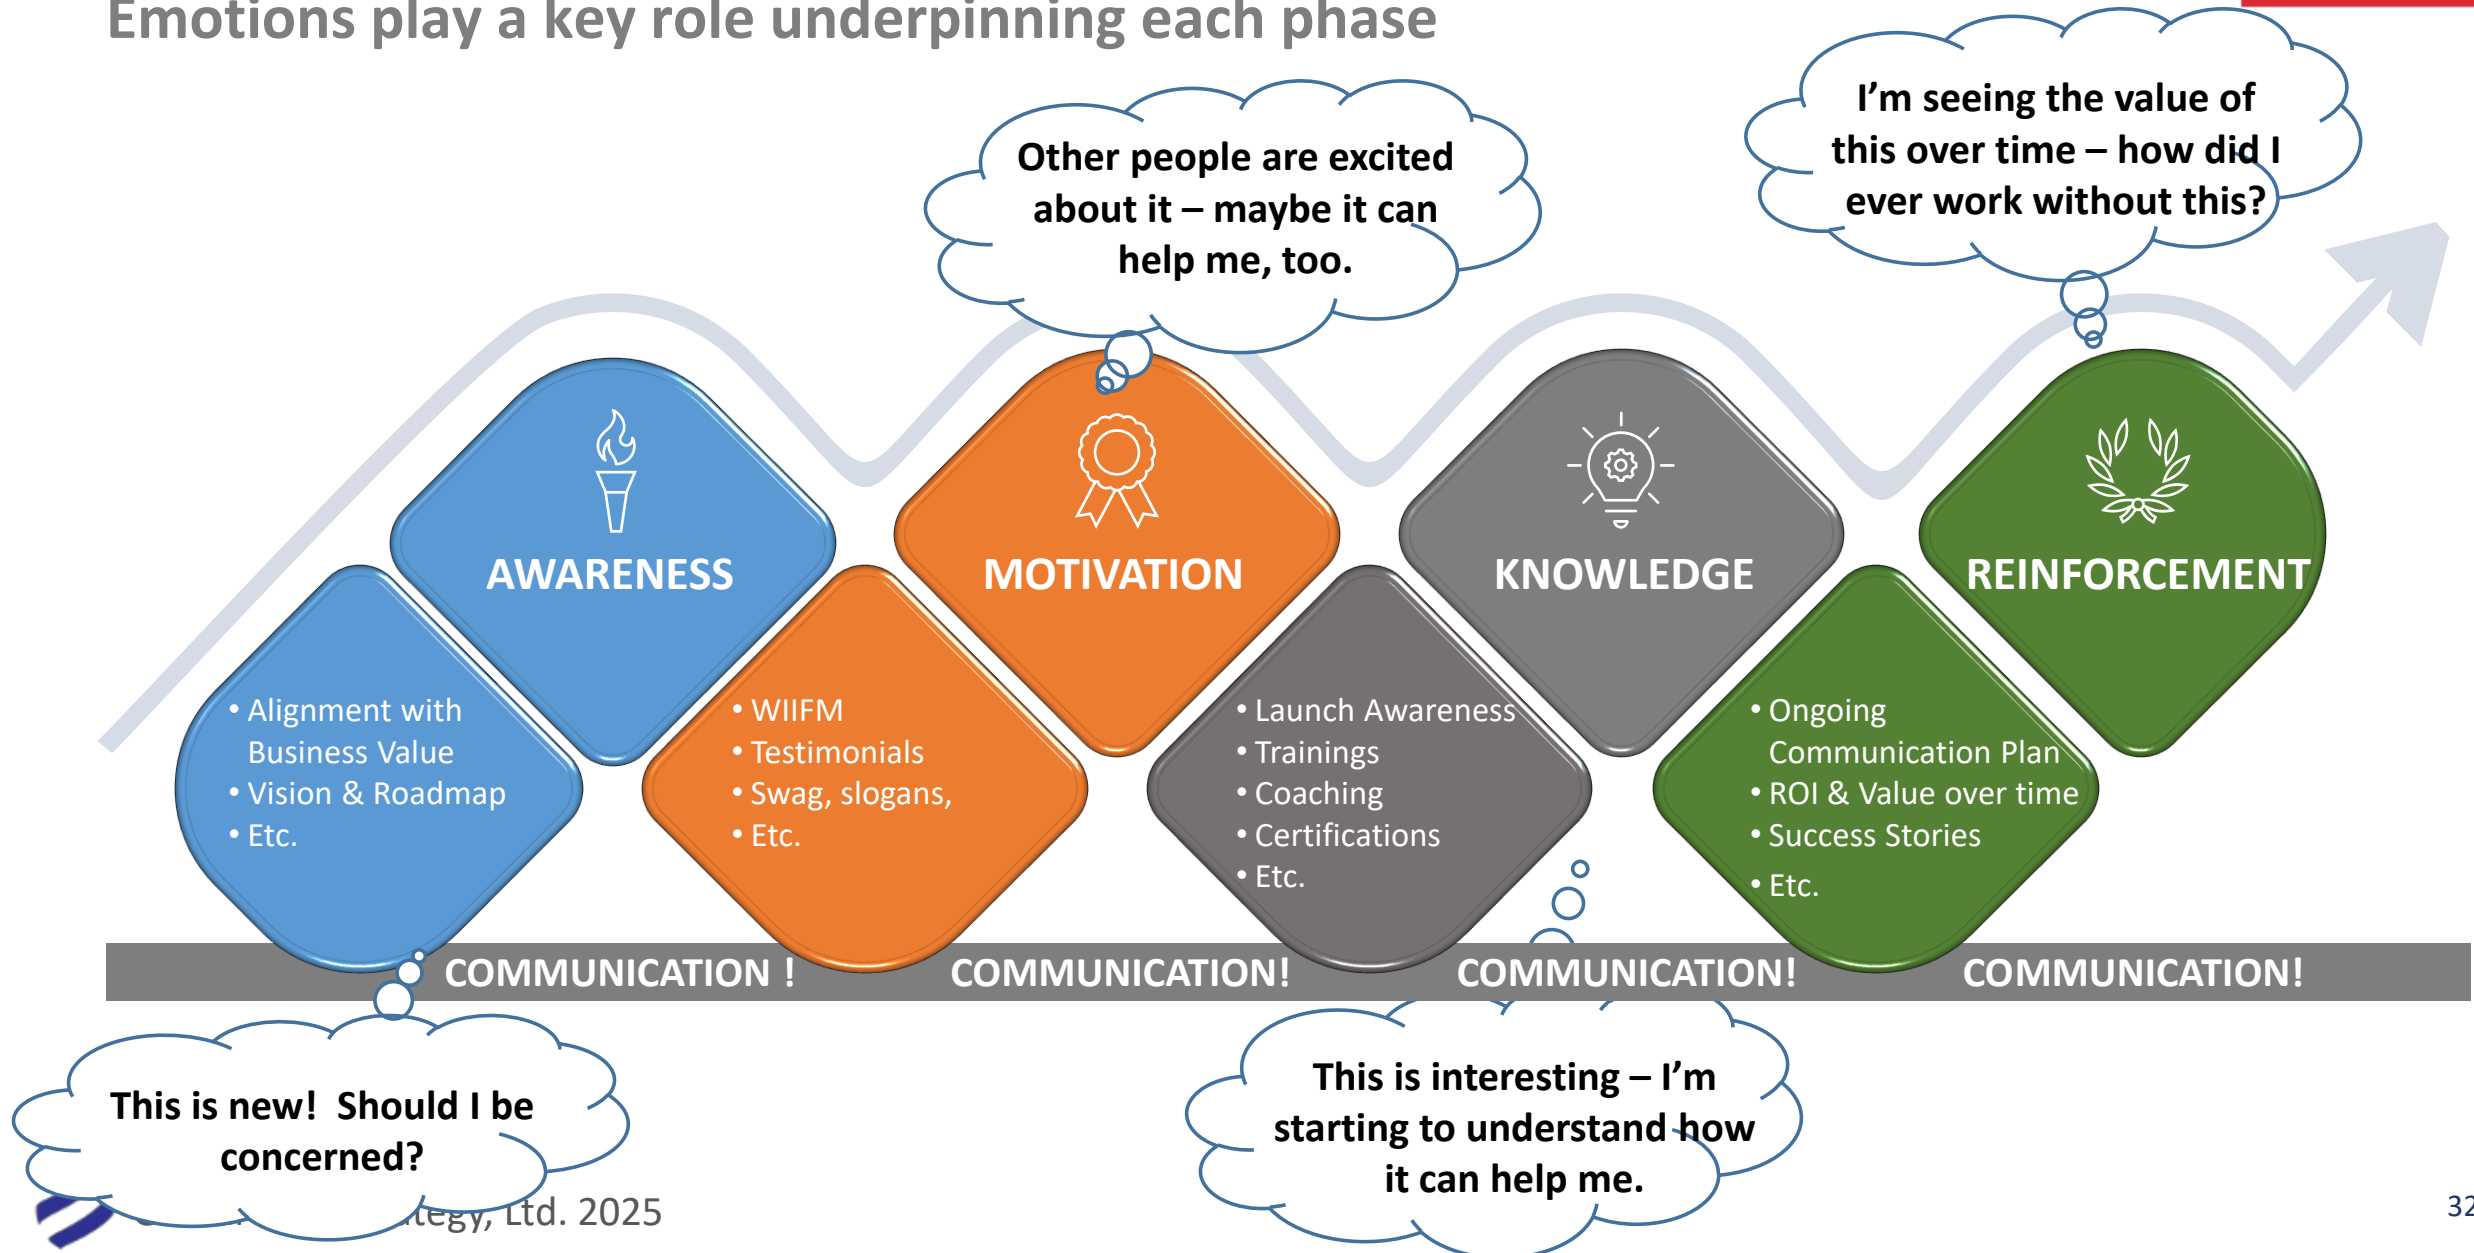 Emotions play a key role underpinning each phase
I’m seeing the value of
this over time – how did I
ever work without this?
Other people are excited
about it – maybe it can
help me, too.
AWARENESS
MOTIVATION
KNOWLEDGE
REINFORCEMENT
• Alignment with
Business Value
• Vision & Roadmap
• Etc.
• WIIFM
• Testimonials
• Swag, slogans,
• Etc.
• Launch Awareness
• Trainings
• Coaching
• Certifications
• Etc.
• Ongoing
Communication Plan
• ROI & Value over time
• Success Stories
• Etc.
COMMUNICATION !
COMMUNICATION!
COMMUNICATION!
COMMUNICATION!
This is new!  Should I be
concerned?
This is interesting – I’m
starting to understand how
it can help me.
Ltd. 2025
32